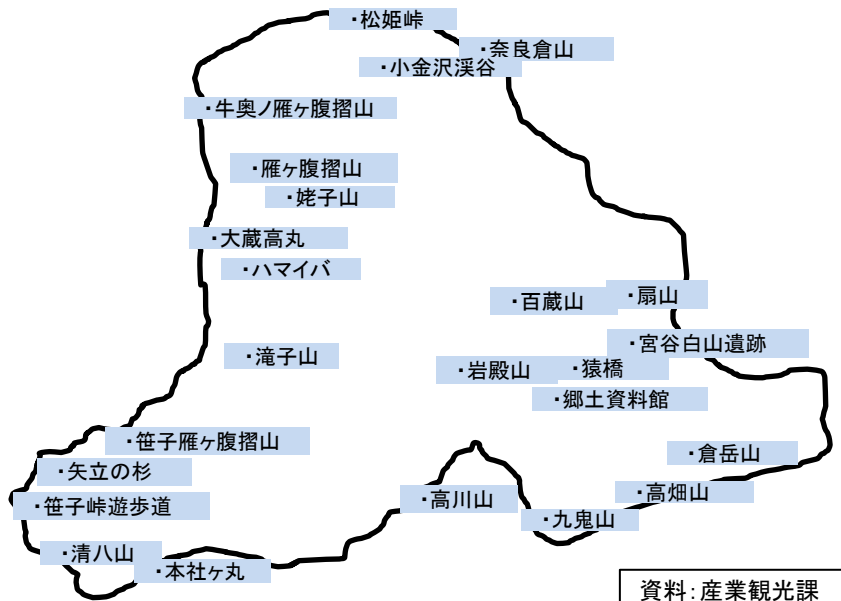 ・松姫峠
・奈良倉山
・小金沢渓谷
・牛奥ノ雁ヶ腹摺山
・雁ヶ腹摺山
・姥子山
・大蔵高丸
・ハマイバ
・百蔵山
・扇山
・宮谷白山遺跡
・滝子山
・岩殿山
・猿橋
・郷土資料館
・笹子雁ヶ腹摺山
・倉岳山
・矢立の杉
・笹子峠遊歩道
・高川山
・高畑山
・九鬼山
・清八山
・本社ヶ丸
資料：産業観光課